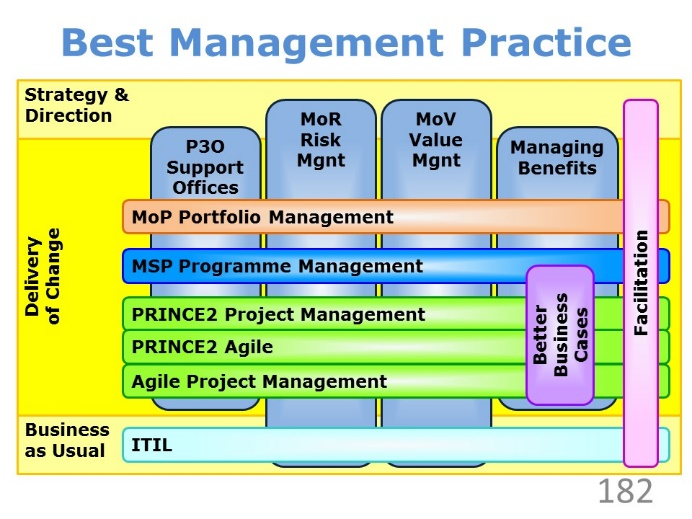 Best Management Practice
Strategy &
Direction
P3O
Support
Offices
MoR
Risk
Mgnt
MoV
Value
Mgnt
Managing
Benefits
Delivery
of Change
MoP Portfolio Management
MSP Programme Management
PRINCE2 Project Management
PRINCE2 Agile
Agile Project Management
Better
Business
Cases
Facilitation
Business
as Usual
ITIL
182